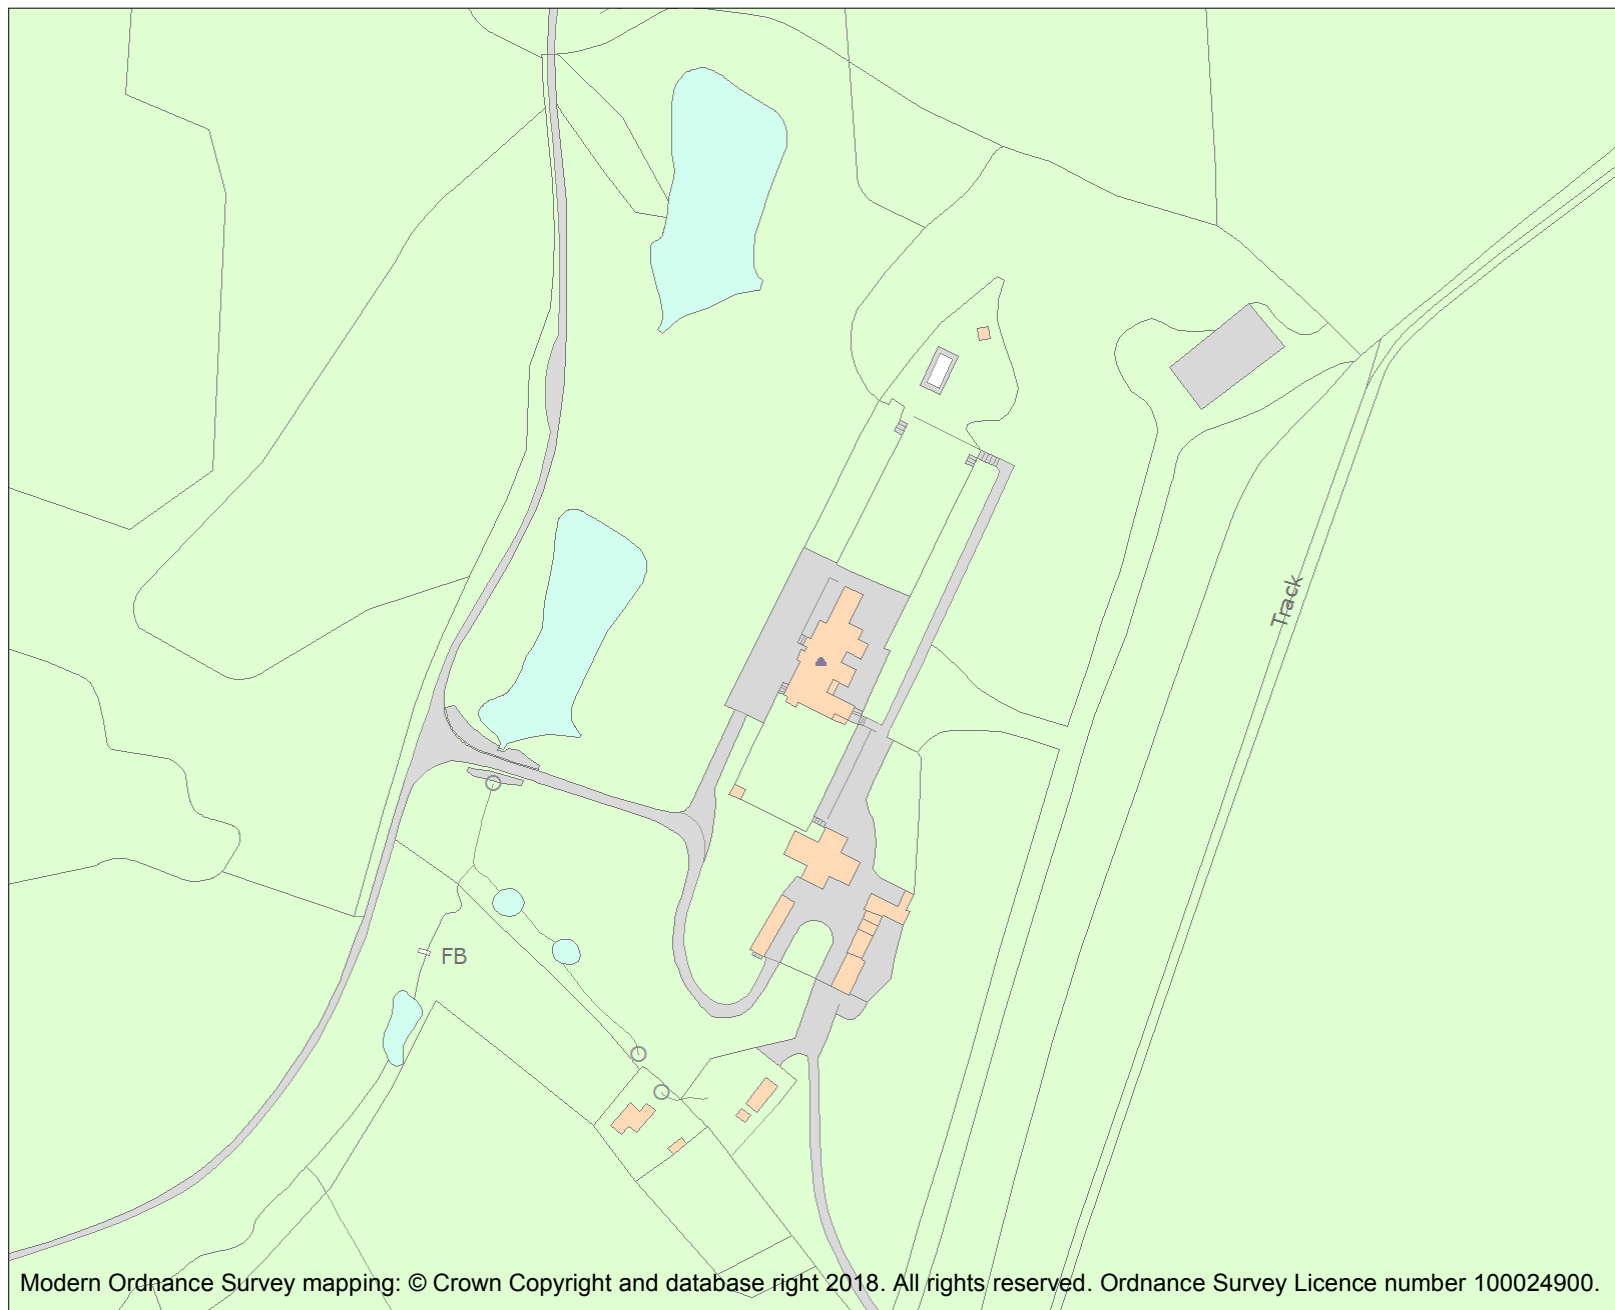 Track
FB
Modern Ordnance Survey mapping: © Crown Copyright and database right 2018. All rights reserved. Ordnance Survey Licence number 100024900.